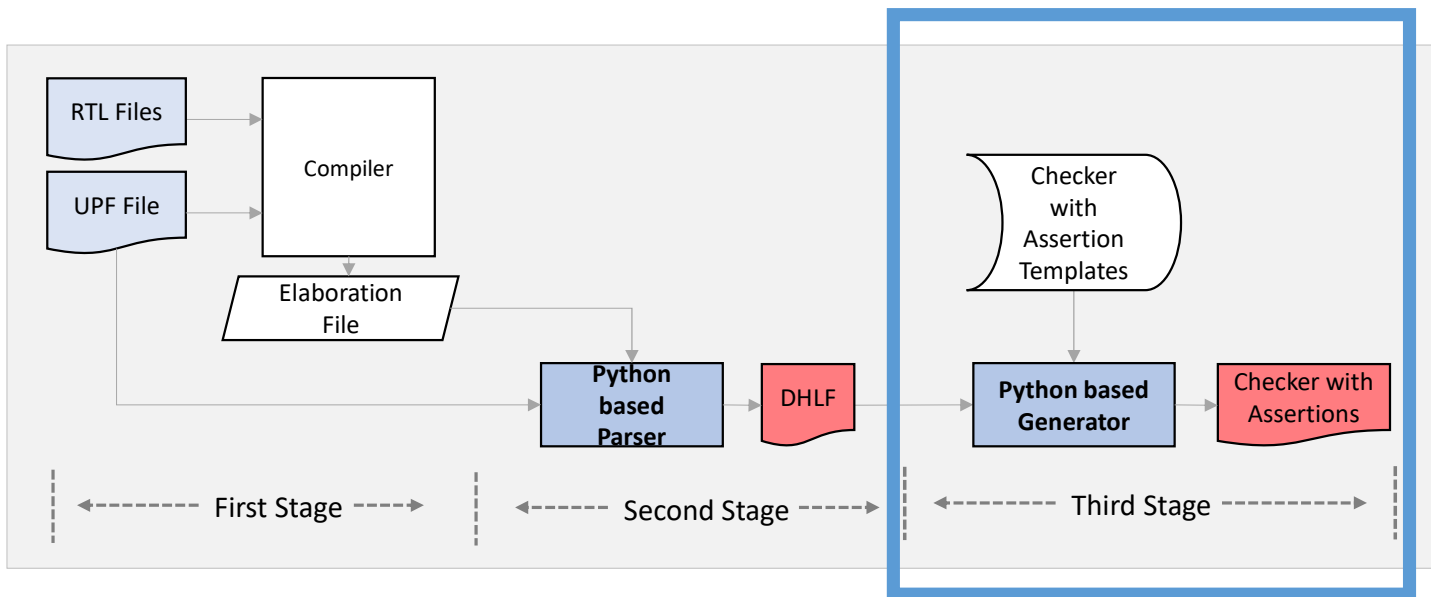 RTL Files
UPF File
Compiler
Elaboration
File
Python
based
Parser
DHLF
Checker
with
Assertion
Templates
Python based
Generator
Checker with
Assertions
First Stage
Second Stage
Third Stage